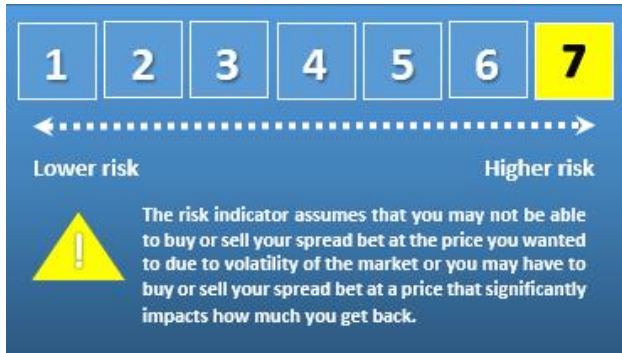 1 2 3 4 5 6 7
Lower risk Higher risk
!
The risk indicator assumes that you may not be able
to buy or sell your spread bet at the price you wanted
to due to volatility of the market or you may have to
buy or sell your spread bet at a price that significantly
impacts how much you get back.